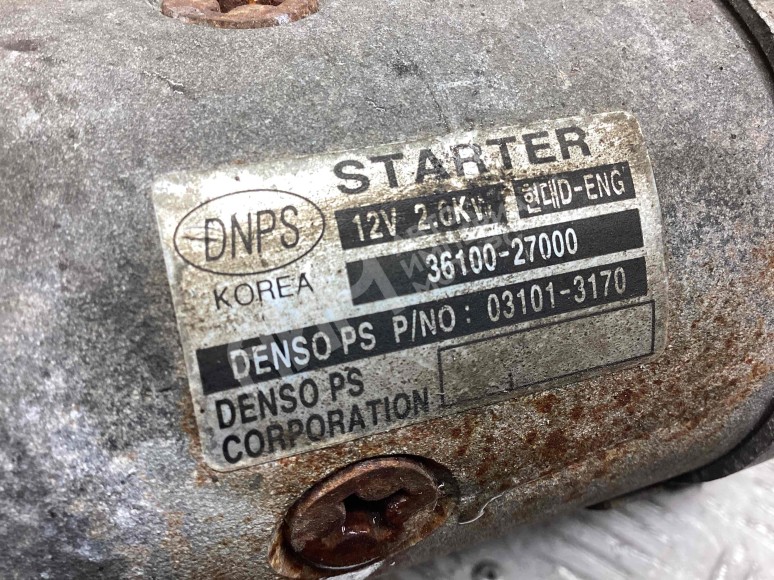 STARTER
DNPS
12V 2.0Kw 현대D-ENG
KOREA
36100-27000
DENSO PS P/NO: 03101-3170
DENSO PS
CORPORATION